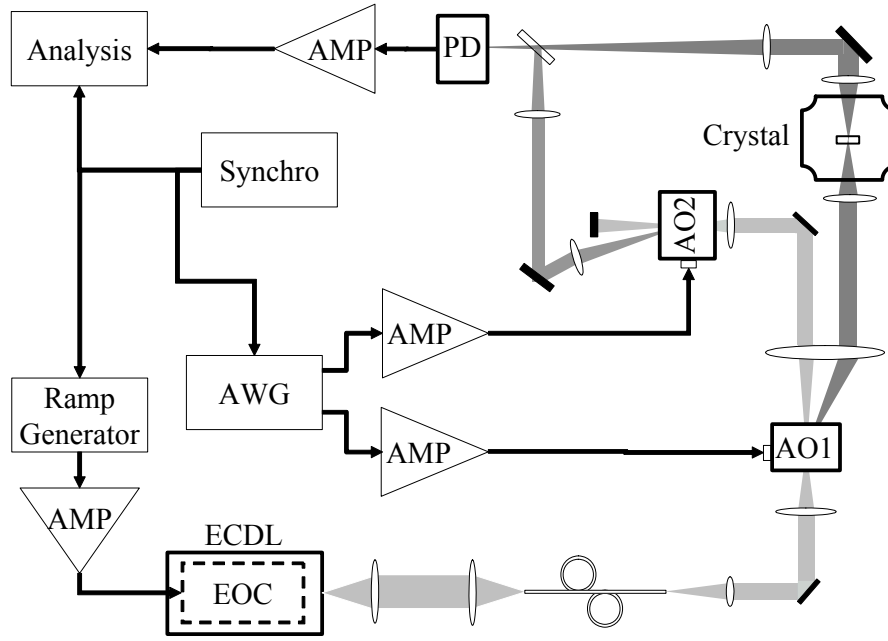 Analysis
AMP
PD
Crystal
Synchro
AO2
AMP
AWG
Ramp
Generator
AMP
AO1
AMP
ECDL
EOC